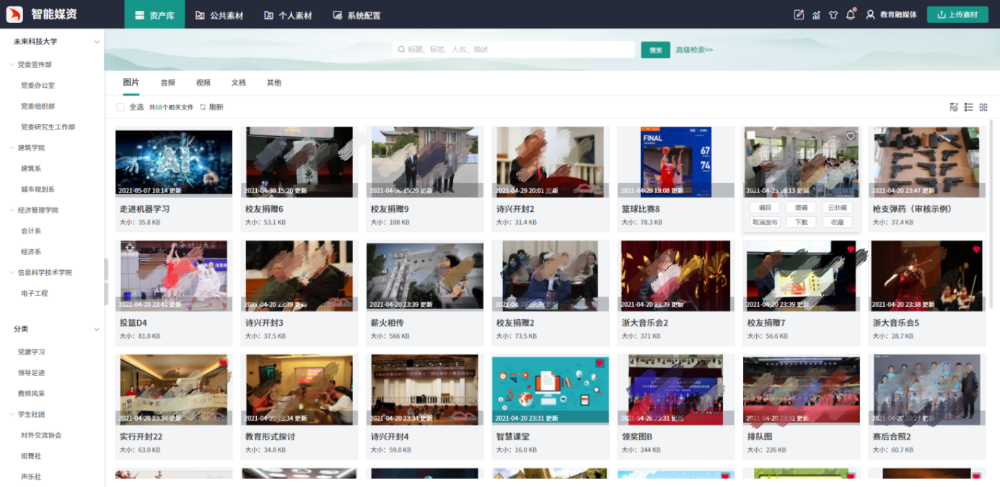 智能媒资
资产库
公共素材
个人素材
系统配置
教育融媒体
上传素材
未来科技大学
党委宣传部
党委办公室
党委组织部
党委研究生工作部
建筑学院
建筑系
城市规划系
经济管理学院
会计系
经济系
信息科学技术学院
电子工程
分类
党建学习
领导足迹
教师风采
学生社团
对外交流协会
街舞社
声乐社
标题、标签、人名、描述
搜索
高级检索>>
图片
音频
视频
文档
其他
全选
共68个相关文件
刷新
AI
2021-05-07 10:14 更新
走进机器学习
大小：35.8 KB
2021-04-30 15:20 更新
校友捐赠6
大小：53.1 KB
2021-04-30 15:20 更新
校友捐赠9
大小：108 KB
2021-04-29 20:01 更新
诗兴开封2
大小：31.4 KB
FINAL
67
74
2021-04-29 19:08 更新
篮球比赛8
大小：78.3 KB
2021-04-25 19:13 更新
编目
简编
云非编
取消发布
下载
收藏
2021-04-20 23:47 更新
枪支弹药（审核示例）
大小：37.4 KB
2021-04-20 23:41 更新
投篮D4
大小：81.0 KB
2021-04-20 23:39 更新
诗兴开封3
大小：37.5 KB
2021-04-20 23:39 更新
薪火相传
大小：566 KB
2021-04-20 23:39 更新
校友捐赠2
大小：73.5 KB
2021-04-20 23:39 更新
浙大音乐会2
大小：371 KB
2021-04-20 23:39 更新
校友捐赠7
大小：56.6 KB
2021-04-20 23:38 更新
浙大音乐会5
大小：28.7 KB
2021-04-20 23:34 更新
实行开封22
大小：63.0 KB
2021-04-20 23:34 更新
教育形式探讨
大小：34.8 KB
2021-04-20 23:34 更新
诗兴开封4
大小：59.0 KB
2021-04-20 23:31 更新
智慧课堂
大小：16.0 KB
2021-04-20 23:31 更新
领奖图B
大小：244 KB
2021-04-20 23:31 更新
排队图
大小：226 KB
2021-04-20 23:27 更新
赛后合照2
大小：60.7 KB